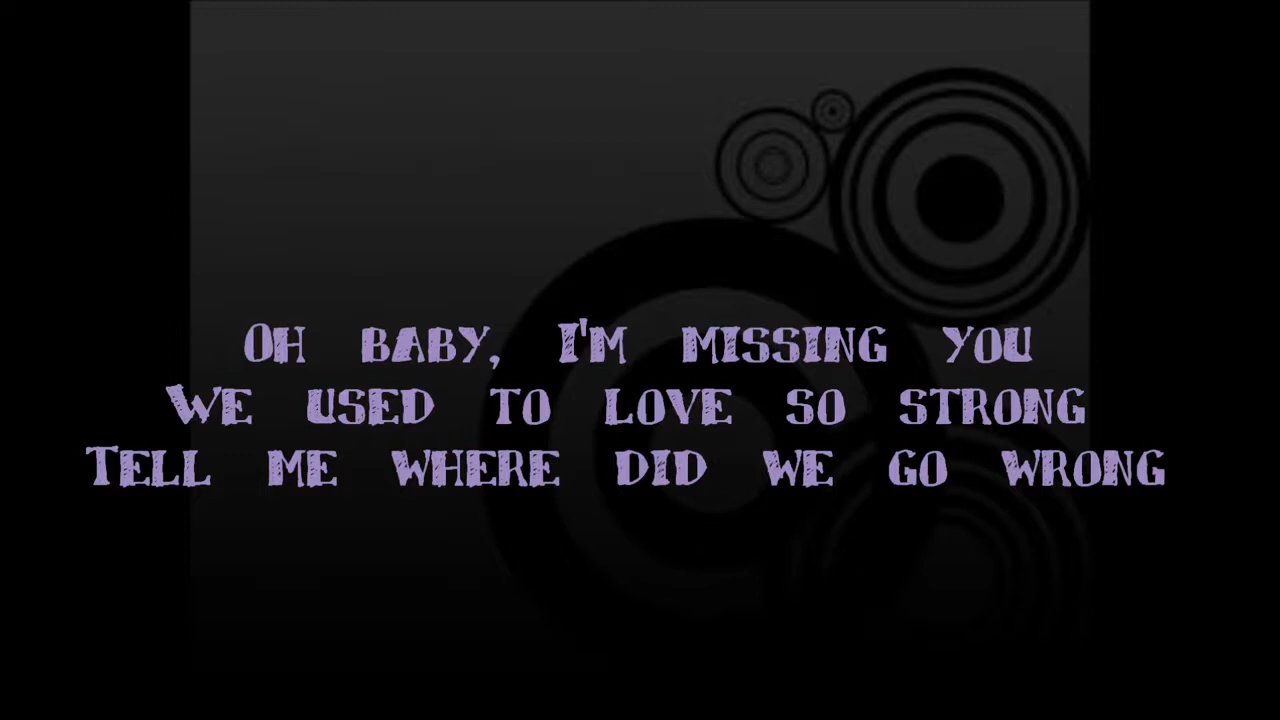 Oh baby, I'm missing you
We used to love so strong
Tell me where did we go wrong